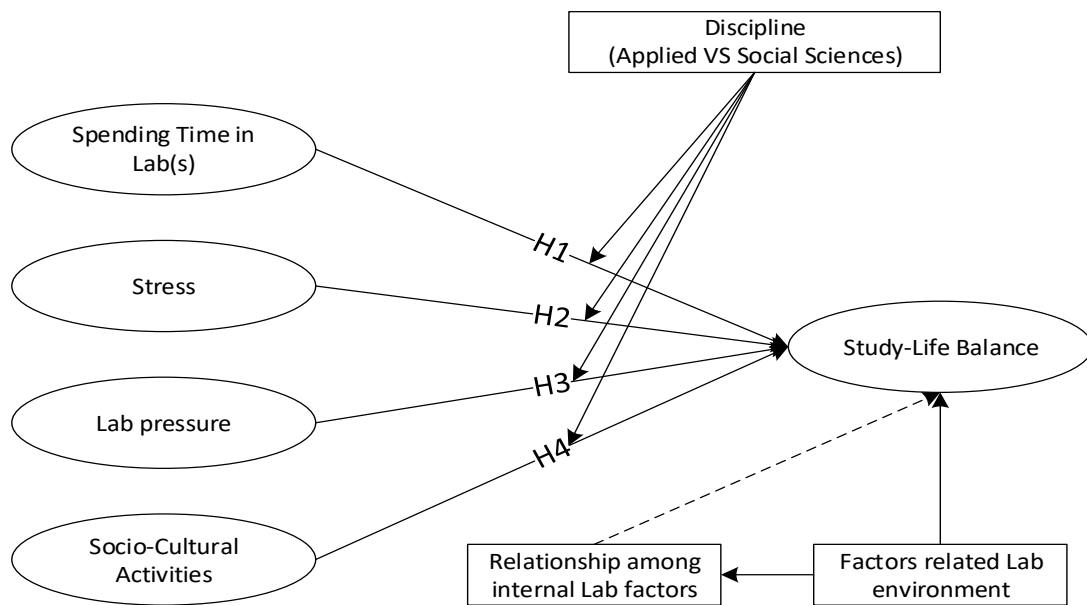 Discipline
(Applied VS Social Sciences)
Spending Time in
Lab(s)
H1
Stress
H2
Study-Life Balance
H3
Lab pressure
H4
Socio-Cultural
Activities
Relationship among
internal Lab factors
Factors related Lab
environment